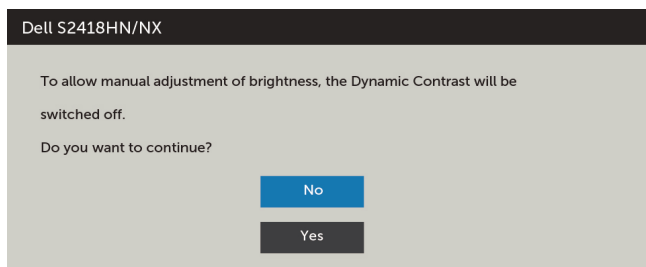 Dell S2418HN/NX
To allow manual adjustment of brightness, the Dynamic Contrast will be
switched off.
Do you want to continue?
No
Yes